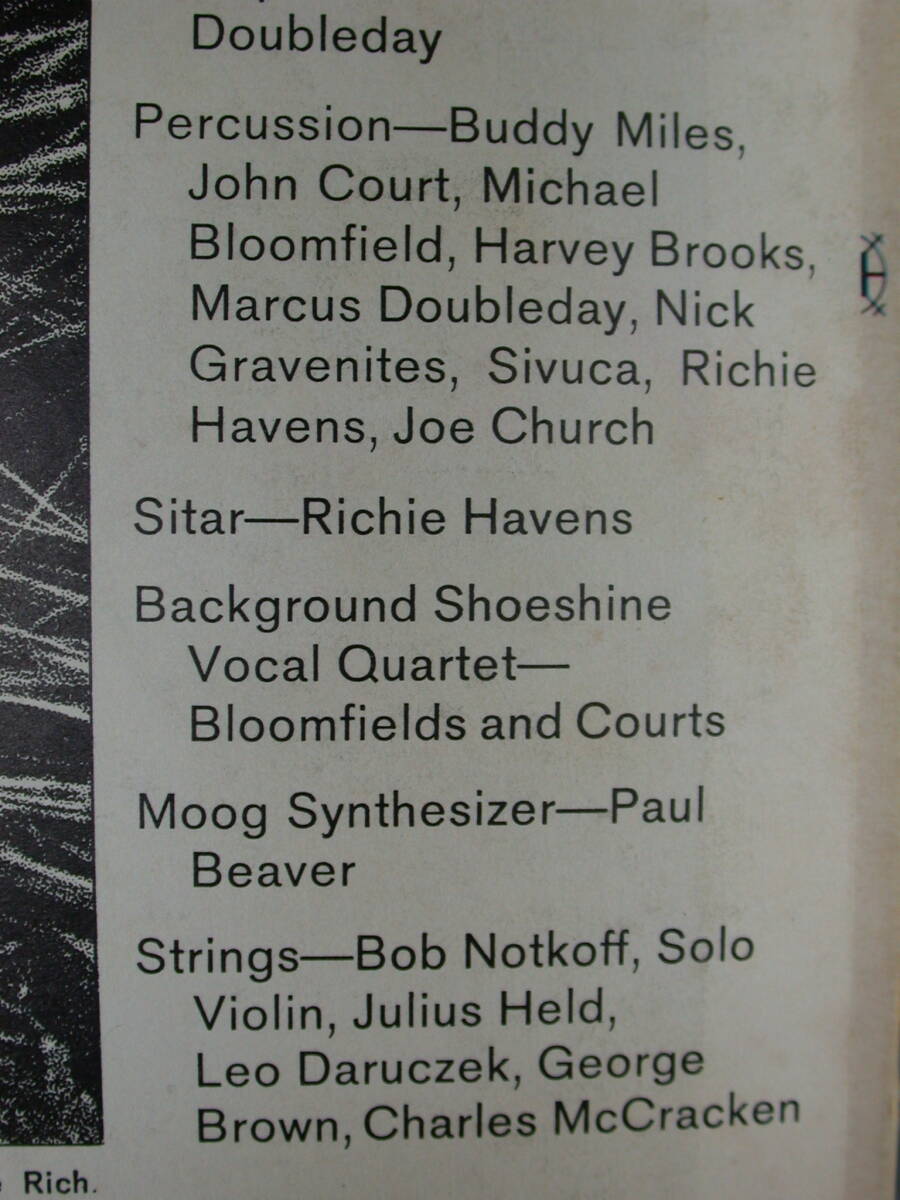 Doubleday
Percussion—Buddy Miles,
John Court, Michael
Bloomfield, Harvey Brooks,
Marcus Doubleday, Nick
Gravenites, Sivuca, Richie
Havens, Joe Church
Sitar—Richie Havens
Background Shoeshine
Vocal Quartet—
Bloomfields and Courts
Moog Synthesizer—Paul
Beaver
Strings—Bob Notkoff, Solo
Violin, Julius Held,
Leo Daruczek, George
Brown, Charles McCracken
Rich.